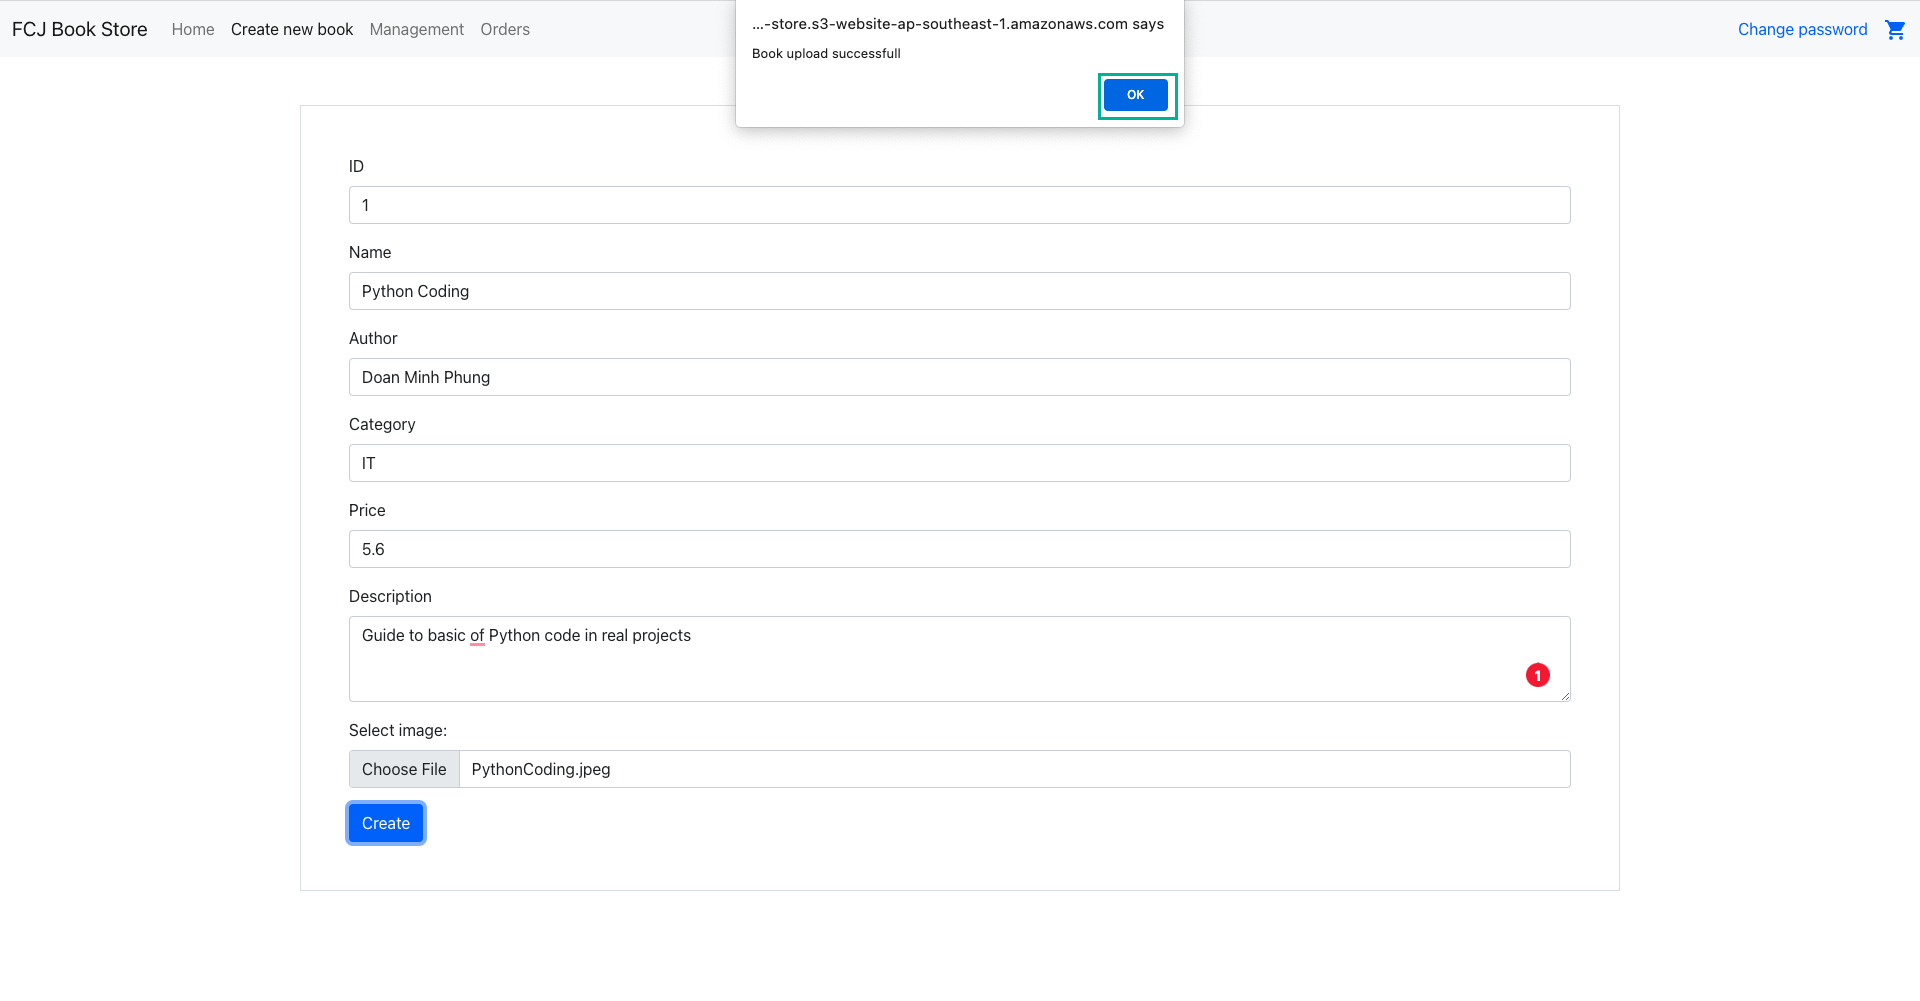 FCJ Book Store Home Create new book Management Orders Change password
...-store.s3-website-ap-southeast-1.amazonaws.com says
Book upload successfull
OK
ID
1
Name
Python Coding
Author
Doan Minh Phung
Category
IT
Price
5.6
Description
Guide to basic of Python code in real projects
1
Select image:
Choose File PythonCoding.jpeg
Create